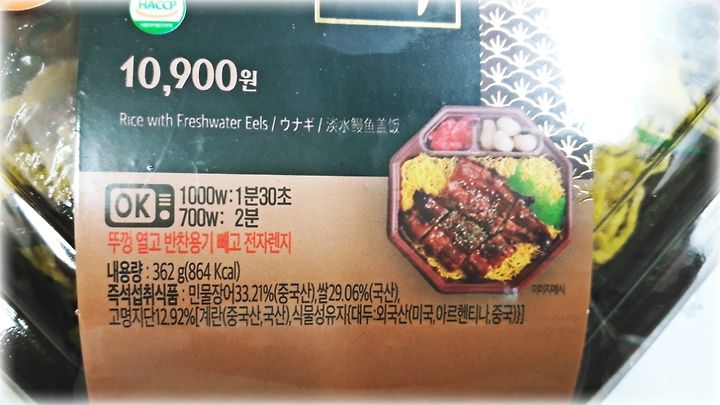 HACCP
10,900원
Rice with Freshwater Eels / ウナギ / 淡水鳗鱼盖饭
OK 1000w:1분30초
700w: 2분
뚜껑 열고 반찬용기 빼고 전자렌지
내용량 : 362 g(864 Kcal)
즉석섭취식품 : 민물장어33.21%(중국산),쌀29.06%(국산),
고명지단12.92%[계란(중국산,국산),식물성유지{대두:외국산(미국,아르헨티나,중국)}]
이미지예시